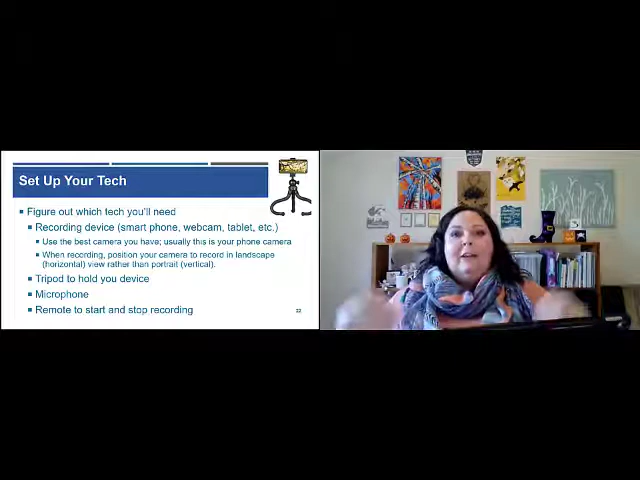 Set Up Your Tech
Figure out which tech you'll need
Recording device (smart phone, webcam, tablet, etc.)
Use the best camera you have; usually this is your phone camera
When recording, position your camera to record in landscape
(horizontal) view rather than portrait (vertical).
Tripod to hold you device
Microphone
Remote to start and stop recording
22